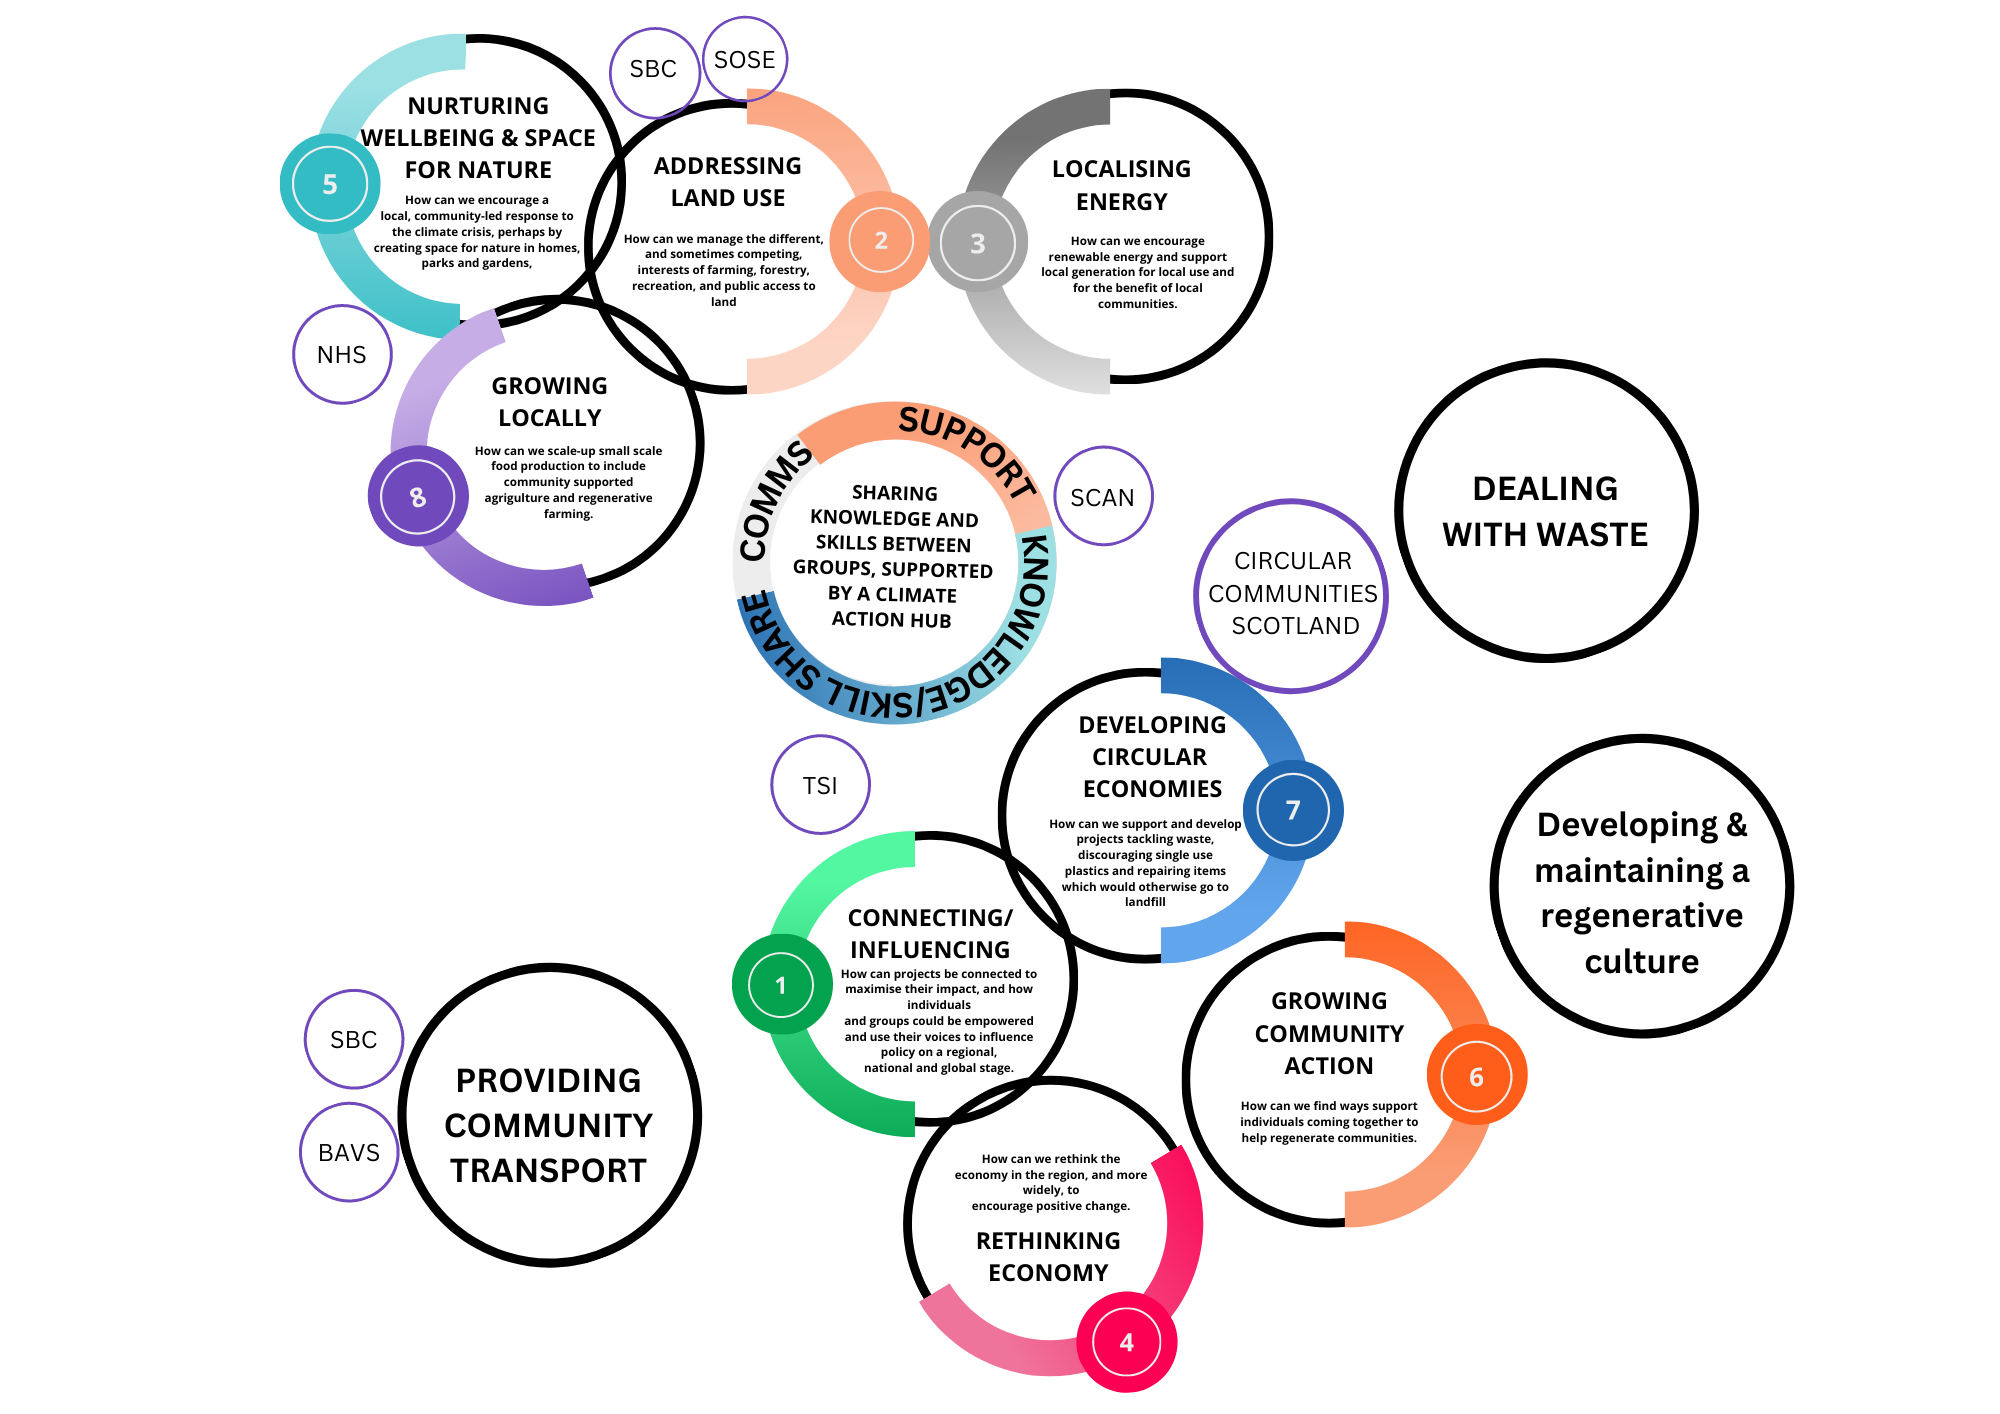 NURTURING
WELLBEING & SPACE
FOR NATURE
How can we encourage a
local, community-led response to
the climate crisis, perhaps by
creating space for nature in homes,
parks and gardens,
5
SBC
SOSE
ADDRESSING
LAND USE
How can we manage the different,
and sometimes competing,
interests of farming, forestry,
recreation, and public access to
land
2
3
LOCALISING
ENERGY
How can we encourage
renewable energy and support
local generation for local use and
for the benefit of local
communities.
NHS
GROWING
LOCALLY
How can we scale-up small scale
food production to include
community supported
agrigulture and regenerative
farming.
8
COMMS
SUPPORT
KNOWLEDGE/SKILL SHARE
SHARING
KNOWLEDGE AND
SKILLS BETWEEN
GROUPS, SUPPORTED
BY A CLIMATE
ACTION HUB
SCAN
CIRCULAR
COMMUNITIES
SCOTLAND
DEALING
WITH WASTE
TSI
DEVELOPING
CIRCULAR
ECONOMIES
How can we support and develop
projects tackling waste,
discouraging single use
plastics and repairing items
which would otherwise go to
landfill
7
Developing &
maintaining a
regenerative
culture
CONNECTING/
INFLUENCING
How can projects be connected to
maximise their impact, and how
individuals
and groups could be empowered
and use their voices to influence
policy on a regional,
national and global stage.
1
GROWING
COMMUNITY
ACTION
How can we find ways support
individuals coming together to
help regenerate communities.
6
SBC
BAVS
PROVIDING
COMMUNITY
TRANSPORT
How can we rethink the
economy in the region, and more
widely, to
encourage positive change.
RETHINKING
ECONOMY
4